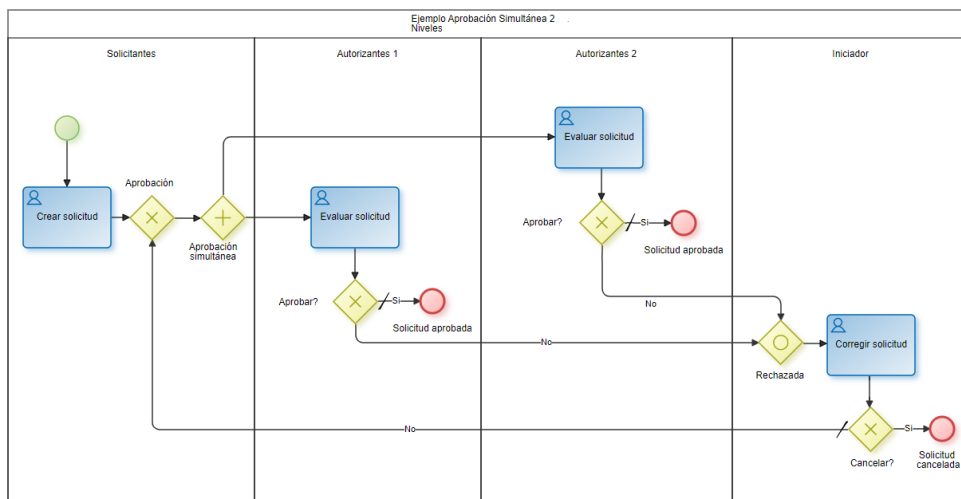 Ejemplo Aprobación Simultánea 2
Niveles
Solicitantes
Autorizantes 1
Autorizantes 2
Iniciador
Evaluar solicitud
Aprobación
Crear solicitud
Evaluar solicitud
Aprobar?
Si
Aprobación
simultánea
Solicitud aprobada
Aprobar?
Si
No
Solicitud aprobada
No
Corregir solicitud
Rechazada
No
Si
Cancelar?
Solicitud
cancelada